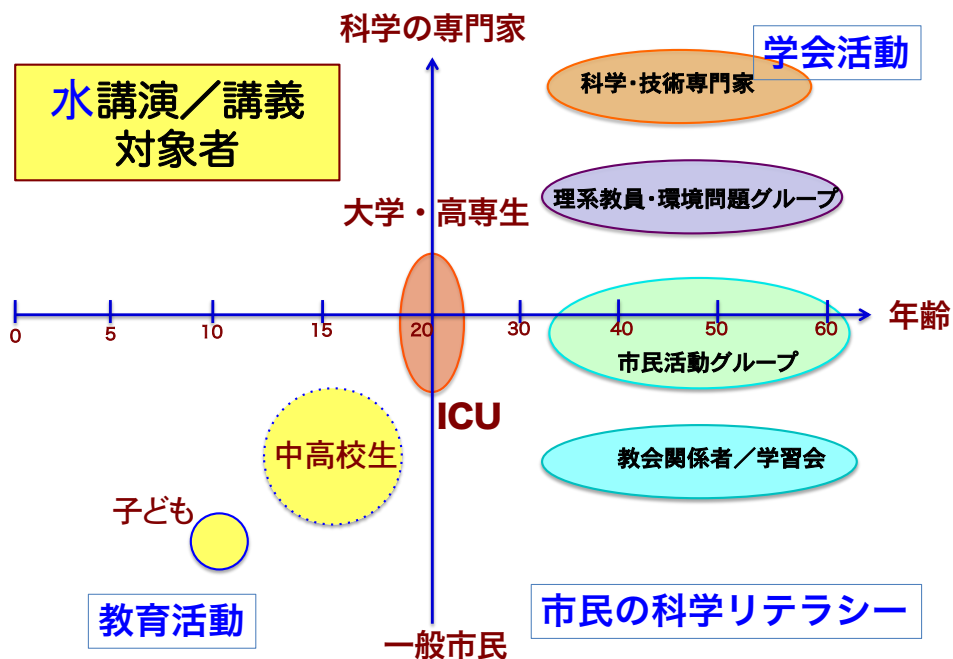 科学の専門家
学会活動
水講演／講義
対象者
科学・技術専門家
理系教員・環境問題グループ
大学・高専生
0 5 10 15 20 30 40 50 60
年齢
市民活動グループ
ICU
中高校生
教会関係者／学習会
子ども
教育活動
市民の科学リテラシー
一般市民